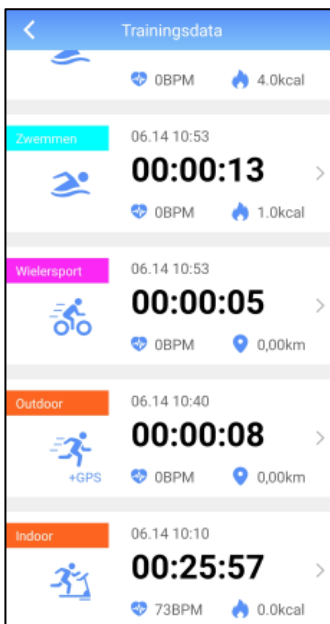 Trainingsdata
0BPM 4.0kcal
Zwemmen 06.14 10:53
00:00:13
0BPM 1.0kcal
Wielersport 06.14 10:53
00:00:05
0BPM 0,00km
Outdoor 06.14 10:40
00:00:08
+GPS 0BPM 0,00km
Indoor 06.14 10:10
00:25:57
73BPM 0.0kcal